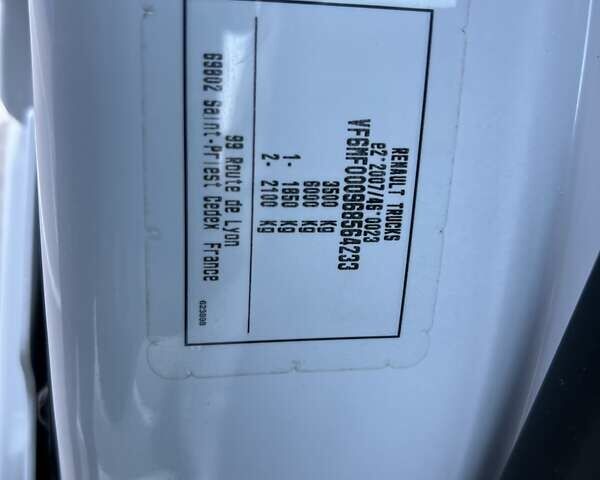 RENAULT TRUCKS
e2*2007/46*0023
VF6MF000968564233
3500 Kg
6000 Kg
1- 1850 Kg
2- 2100 Kg
99 Route de Lyon
69802 Saint-Priest Cedex France